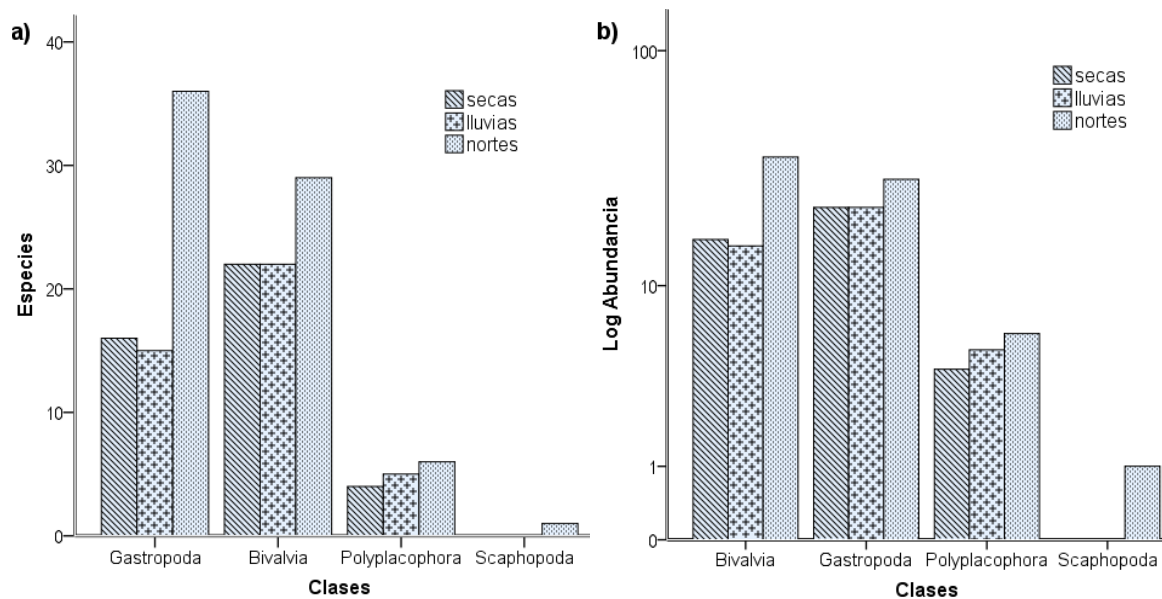 a)
Especies
40
30
20
10
0
secas
lluvias
nortes
Gastropoda
Bivalvia
Polyplacophora
Scaphopoda
Clases
b)
Log Abundancia
100
10
1
0
secas
lluvias
nortes
Bivalvia
Gastropoda
Polyplacophora
Scaphopoda
Clases